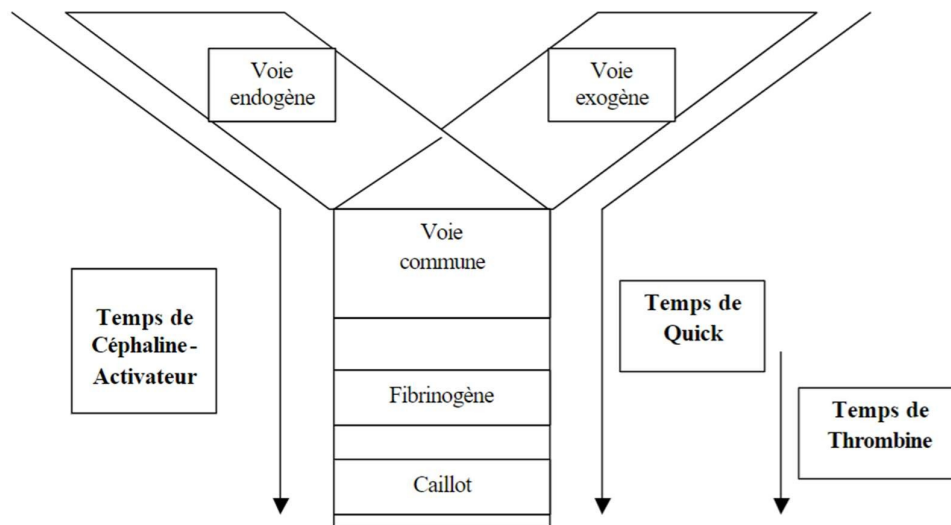 Voie
endogène
Voie
exogène
Voie
commune
Temps de
Céphaline-
Activateur
Temps de
Quick
Fibrinogène
Temps de
Thrombine
Caillot